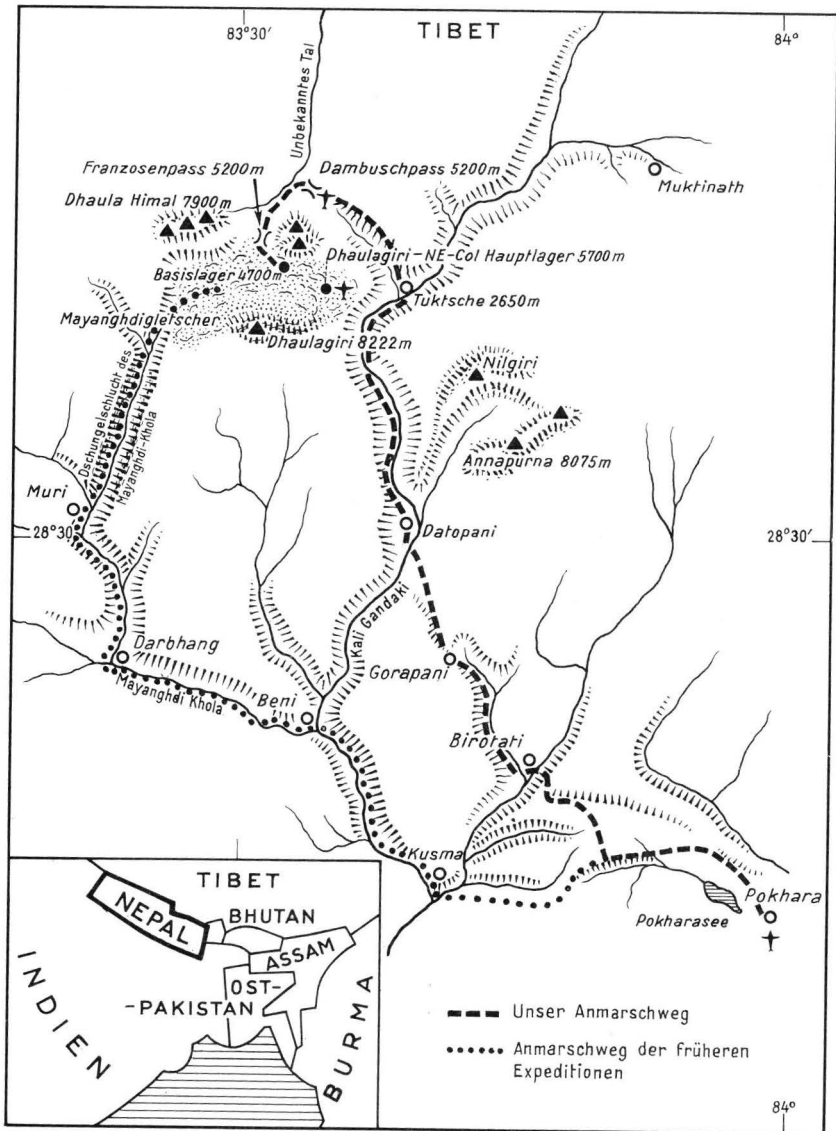 TIBET
83°30'
84°
Unbekanntes Tal
Franzosenpass 5200m
Dambuschpass 5200m
Muktinath
Dhaula Himal 7900m
Dhaulagiri-NE-Col Hauptlager 5700m
Basislager 4700m
Tuktsche 2650m
Mayanghdigletscher
Dhaulagiri 8222m
Nilgiri
Dschungelschlucht des
Mayanghdi-Khola
Annapurna 8075m
Muri
Datopani
28°30'
28°30'
Kali Gandaki
Darbhang
Gorapani
Mayanghdi Khola
Beni
Birotati
Kusma
Pokhara
Pokharasee
TIBET
NEPAL
BHUTAN
ASSAM
OST-
-PAKISTAN
INDIEN
BURMA
Unser Anmarschweg
Anmarschweg der früheren
Expeditionen
84°